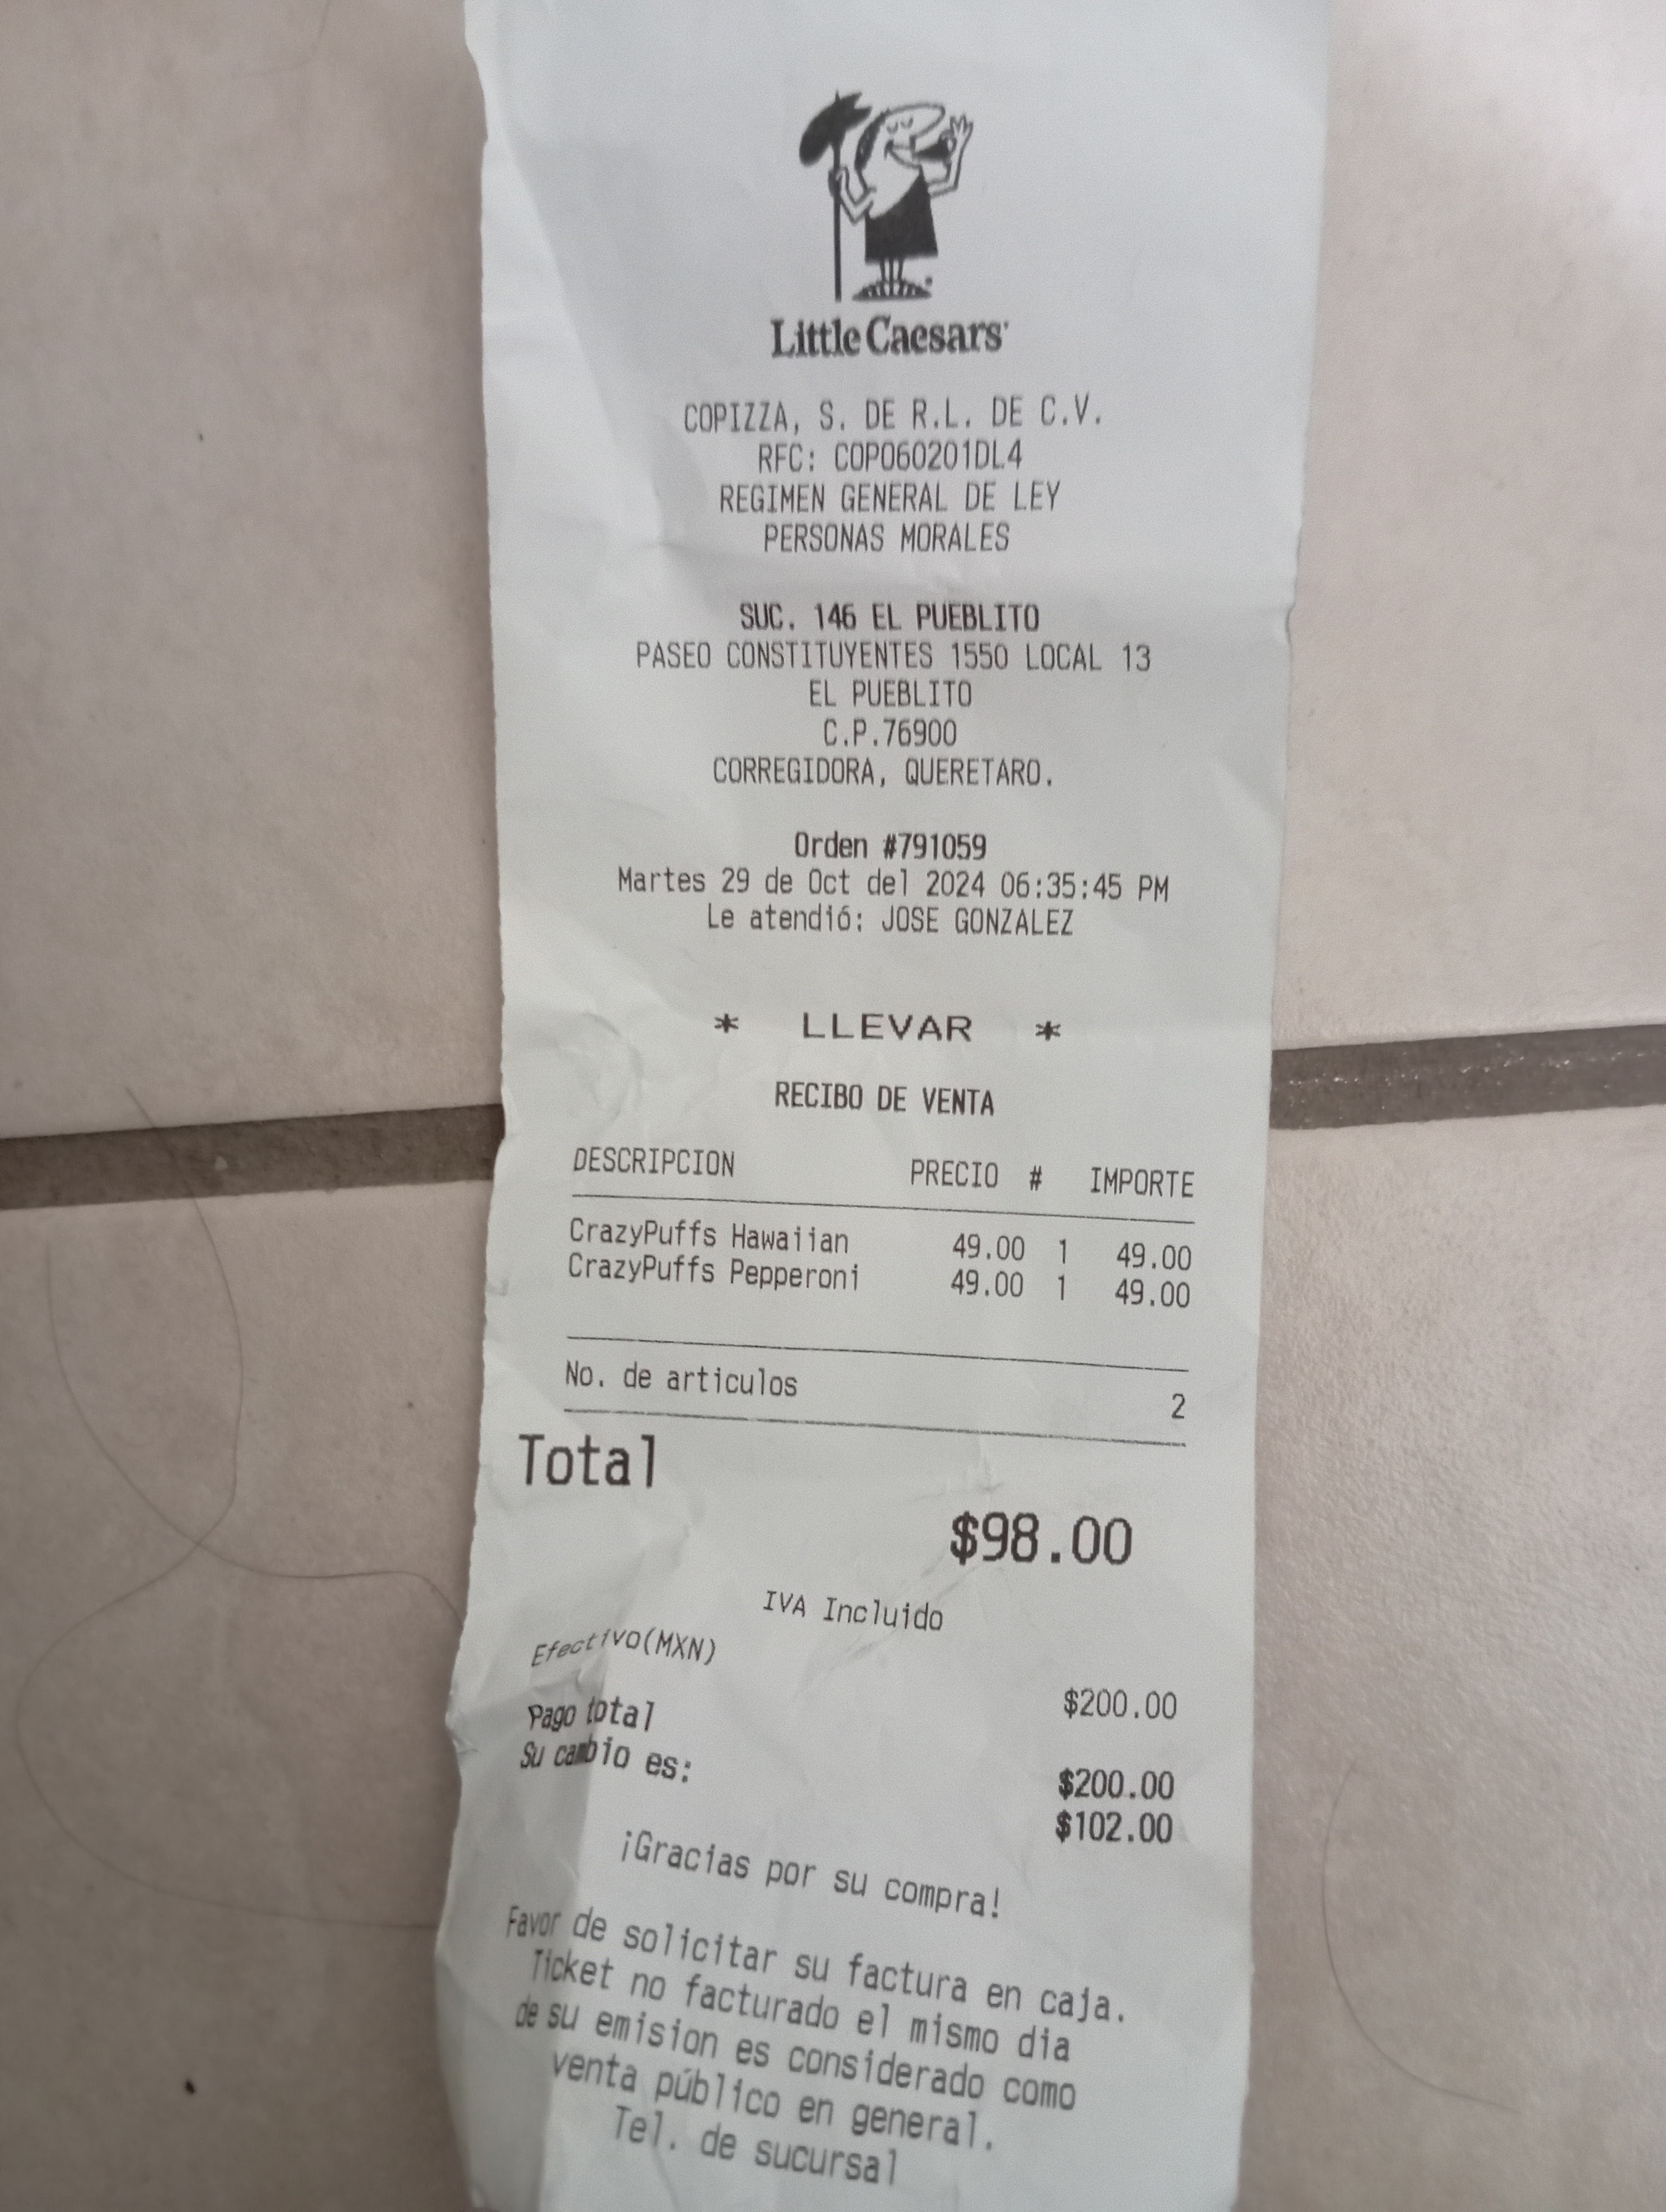 Little Caesars
COPIZZA, S. DE R.L. DE C.V.
RFC: COP060201DL4
REGIMEN GENERAL DE LEY
PERSONAS MORALES
SUC. 146 EL PUEBLITO
PASEO CONSTITUYENTES 1550 LOCAL 13
EL PUEBLITO
C.P.76900
CORREGIDORA, QUERETARO.
Orden #791059
Martes 29 de Oct del 2024 06:35:45 PM
Le atendió: JOSE GONZALEZ
* LLEVAR *
RECIBO DE VENTA
DESCRIPCION PRECIO # IMPORTE
CrazyPuffs Hawaiian 49.00 1 49.00
CrazyPuffs Pepperoni 49.00 1 49.00
No. de articulos 2
Total
$98.00
IVA Incluido
Efectivo(MXN) $200.00
Pago total $200.00
Su cambio es: $102.00
¡Gracias por su compra!
Favor de solicitar su factura en caja.
Ticket no facturado el mismo dia
de su emision es considerado como
venta público en general.
Tel. de sucursal